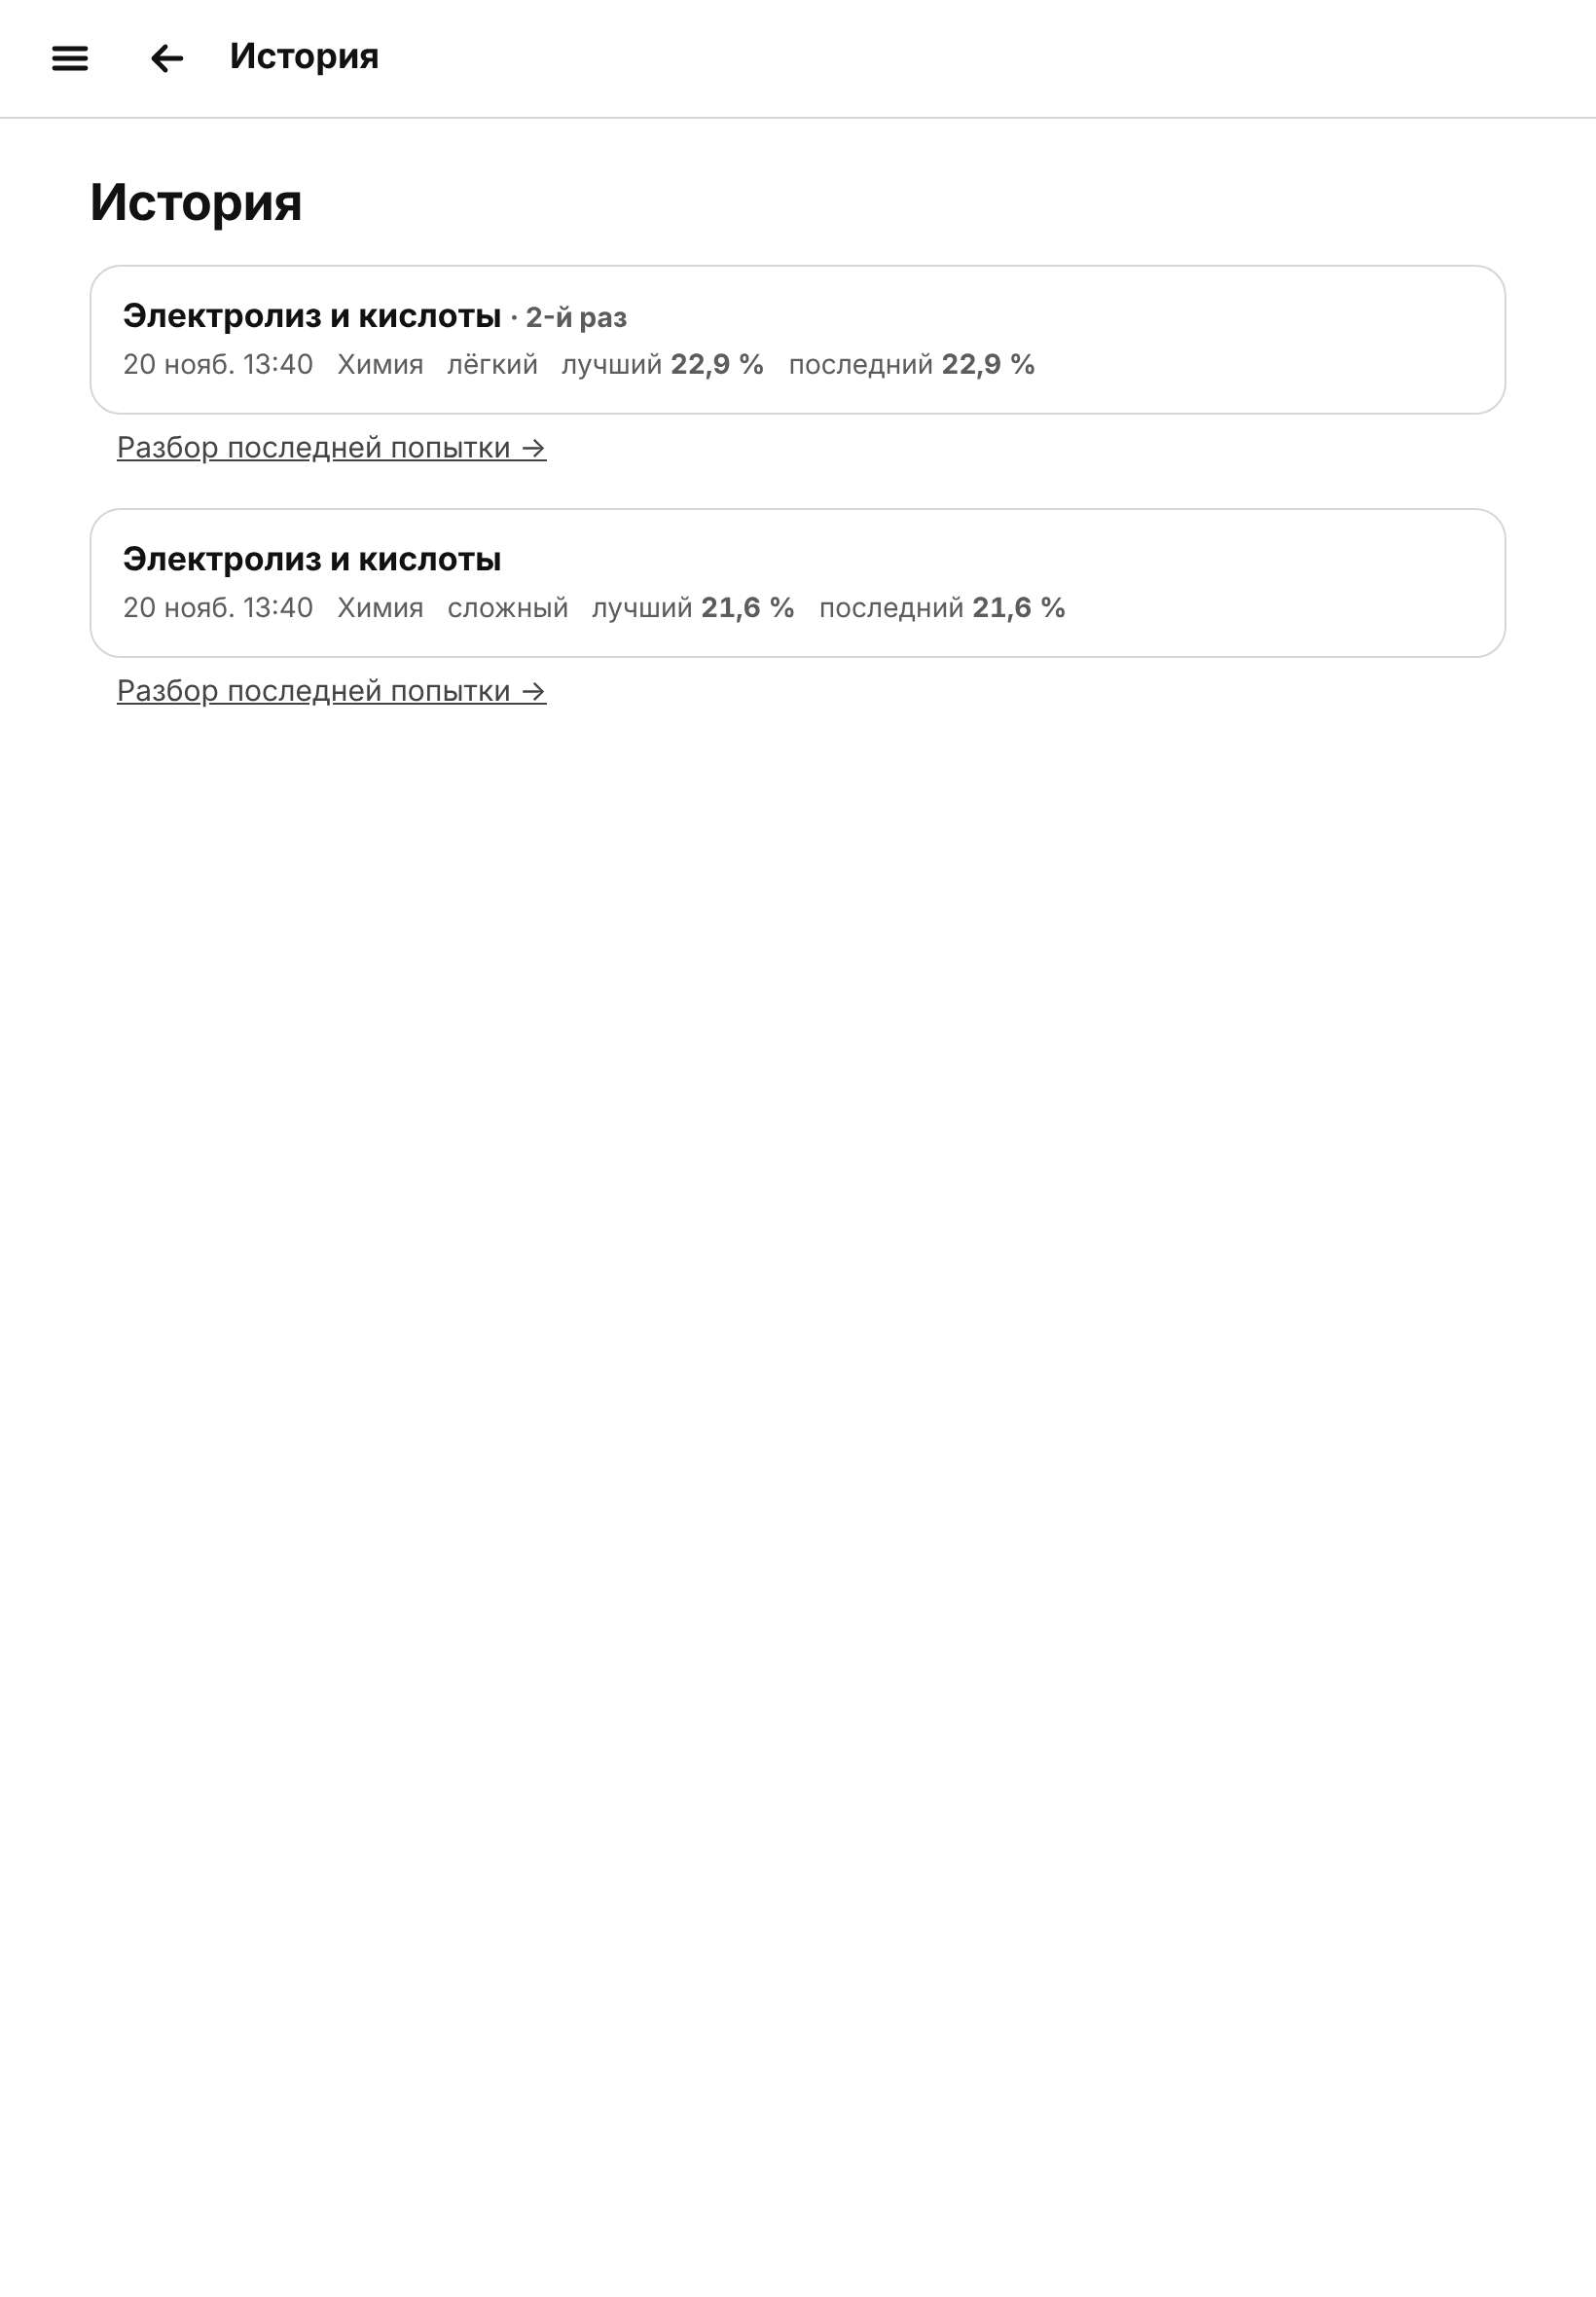 История
История
Электролиз и кислоты · 2-й раз
20 нояб. 13:40 Химия лёгкий лучший 22,9 % последний 22,9 %
Разбор последней попытки →
Электролиз и кислоты
20 нояб. 13:40 Химия сложный лучший 21,6 % последний 21,6 %
Разбор последней попытки →